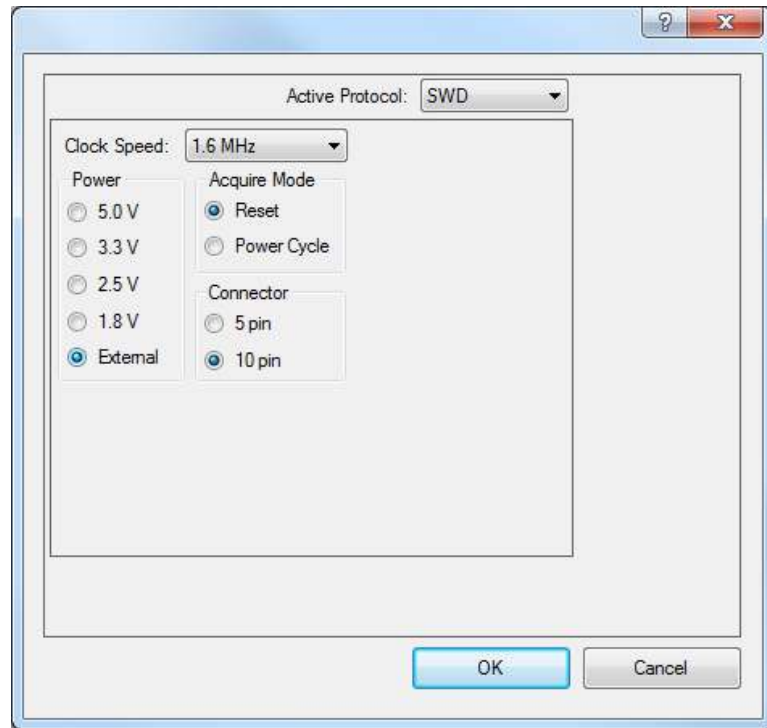 Active Protocol: SWD
Clock Speed: 1.6 MHz
Power
5.0 V
3.3 V
2.5 V
1.8 V
External
Acquire Mode
Reset
Power Cycle
Connector
5 pin
10 pin
OK
Cancel